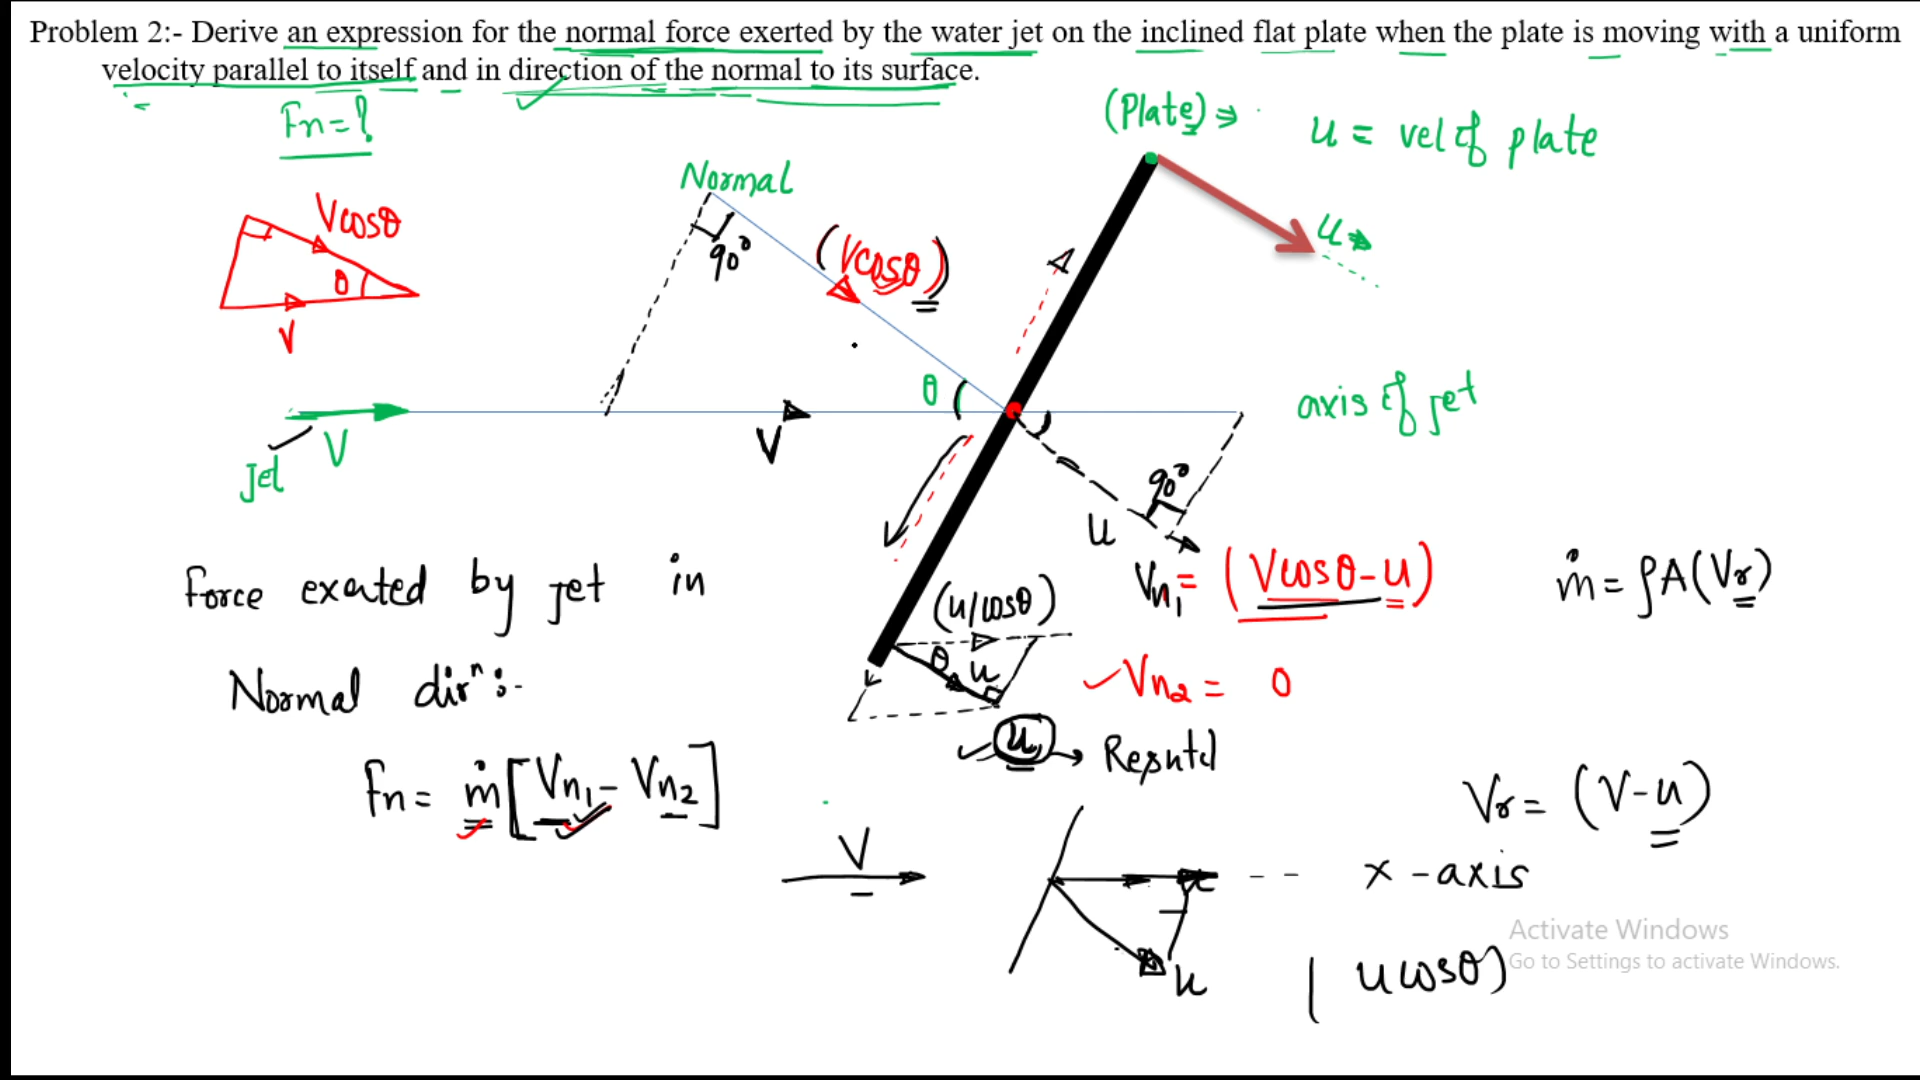 Problem 2:- Derive an expression for the normal force exerted by the water jet on the inclined flat plate when the plate is moving with a uniform
velocity parallel to itself and in direction of the normal to its surface.
Fn=?
(Plate) ⇒
u = vel of plate
Normal
Vcosθ
90°
(Vcosθ)
u
θ
V
θ
axis of jet
Jet
V
V
90°
u
Force exerted by jet in
Normal dirⁿ:-
(u/cosθ)
θ u
Vn₁= (Vcosθ-u)
ṁ = ρA(Vr)
Vn₂ = 0
u
Fn= ṁ[Vn₁- Vn₂]
Vr= (V-u)
V
x-axis
u
(ucosθ)
Activate Windows
Go to Settings to activate Windows.